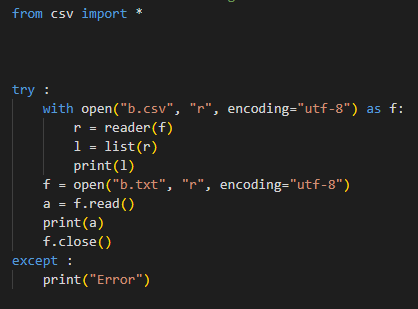 from csv import *
try :
    with open("b.csv", "r", encoding="utf-8") as f:
        r = reader(f)
        l = list(r)
        print(l)
    f = open("b.txt", "r", encoding="utf-8")
    a = f.read()
    print(a)
    f.close()
except :
    print("Error")